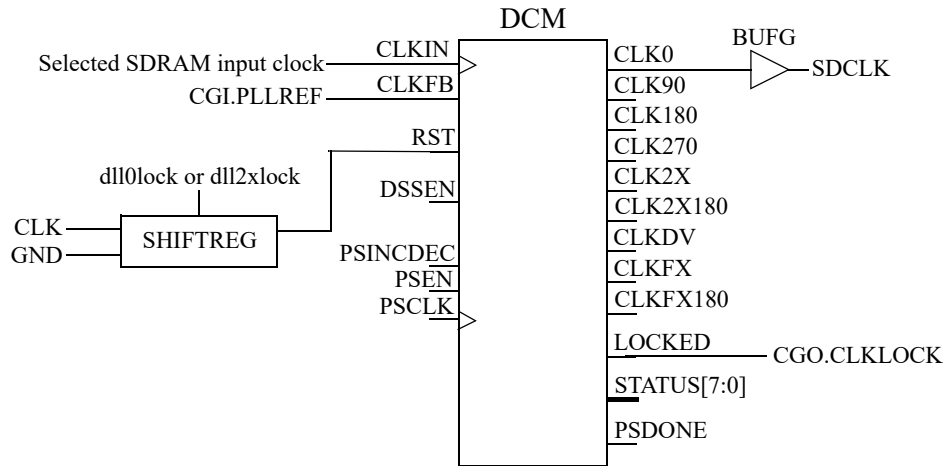 DCM
CLKIN
Selected SDRAM input clock
CLKFB
CGI.PLLREF
RST
dll0lock or dll2xlock
DSSEN
CLK
SHIFTREG
GND
PSINCDEC
PSEN
PSCLK
CLK0
BUFG
SDCLK
CLK90
CLK180
CLK270
CLK2X
CLK2X180
CLKDV
CLKFX
CLKFX180
LOCKED
CGO.CLKLOCK
STATUS[7:0]
PSDONE